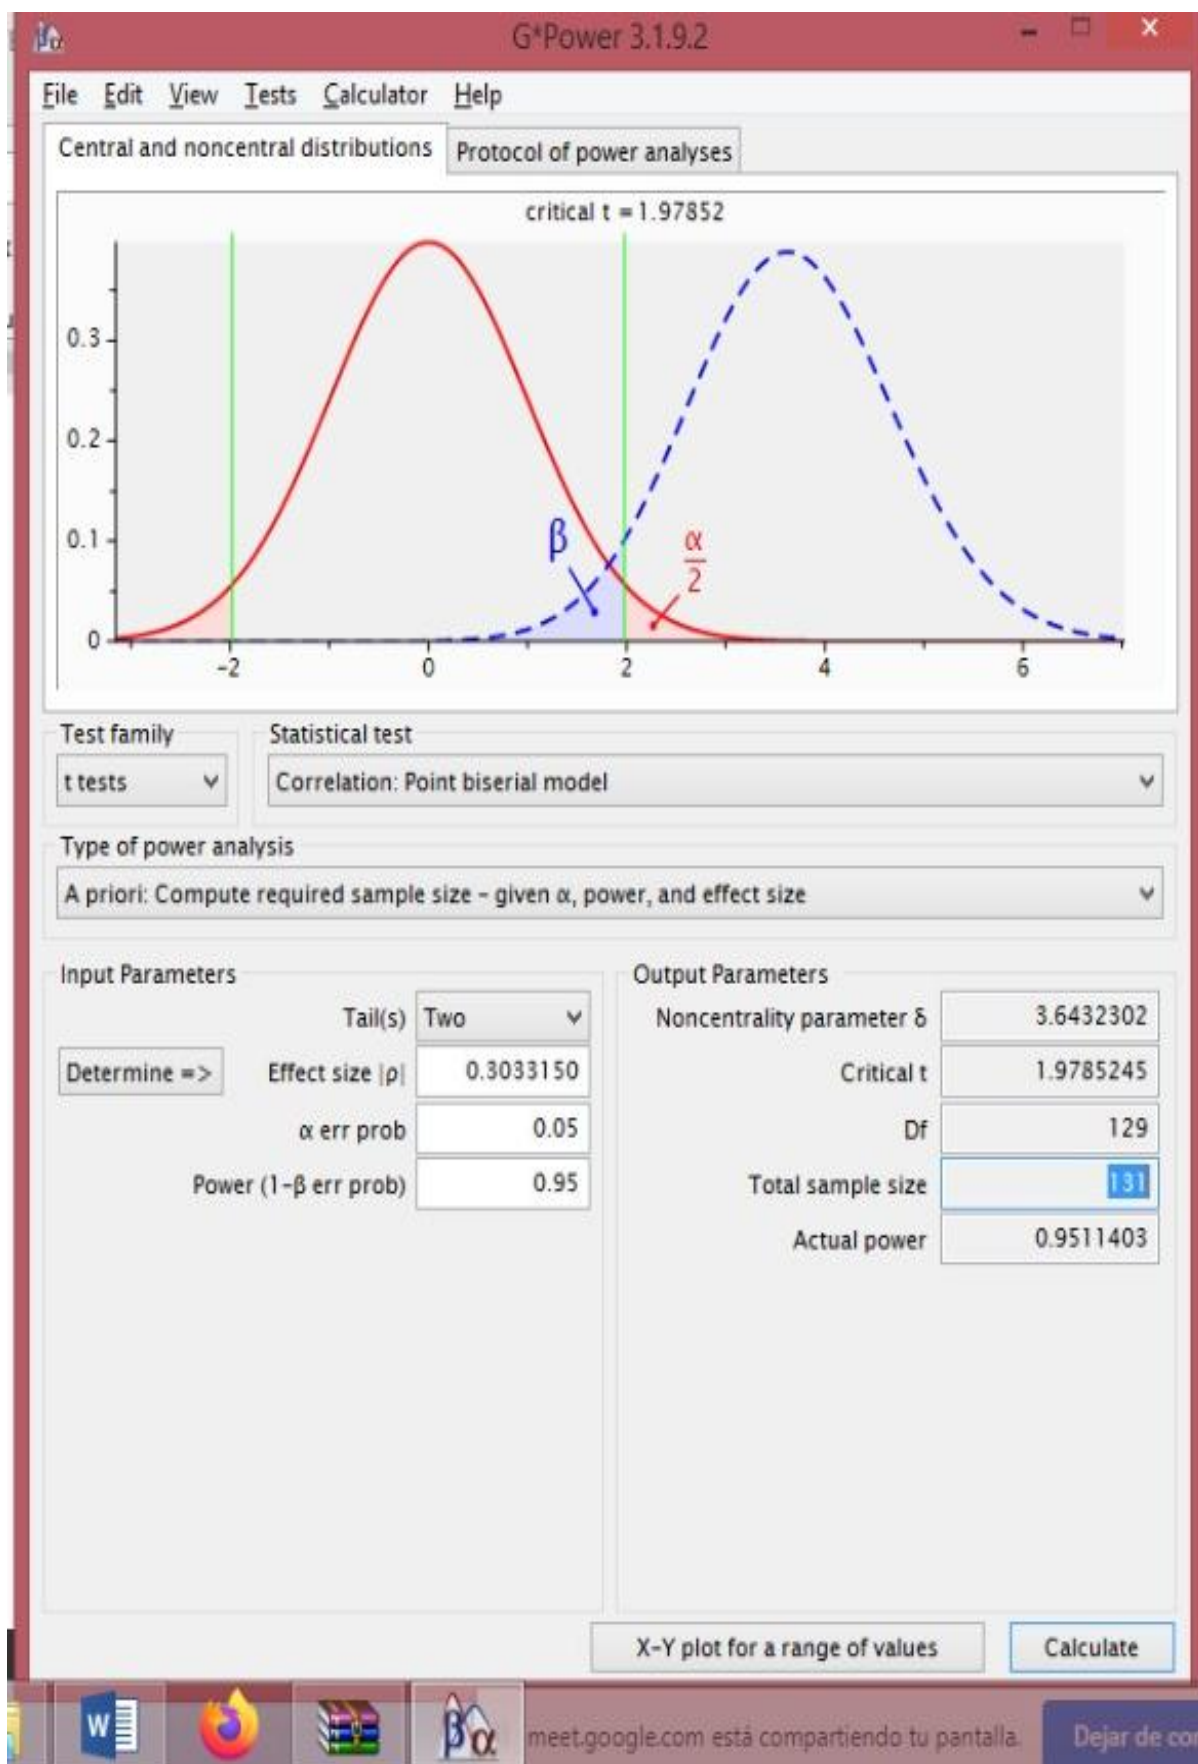 G*Power 3.1.9.2
File Edit View Tests Calculator Help
Central and noncentral distributions Protocol of power analyses
critical t = 1.97852
0.3
0.2
0.1
0
β
α
2
-2 0 2 4 6
Test family Statistical test
t tests Correlation: Point biserial model
Type of power analysis
A priori: Compute required sample size – given α, power, and effect size
Input Parameters Output Parameters
Tail(s) Two Noncentrality parameter δ 3.6432302
Determine => Effect size |ρ| 0.3033150 Critical t 1.9785245
α err prob 0.05 Df 129
Power (1-β err prob) 0.95 Total sample size 131
Actual power 0.9511403
X-Y plot for a range of values Calculate
meet.google.com está compartiendo tu pantalla. Dejar de